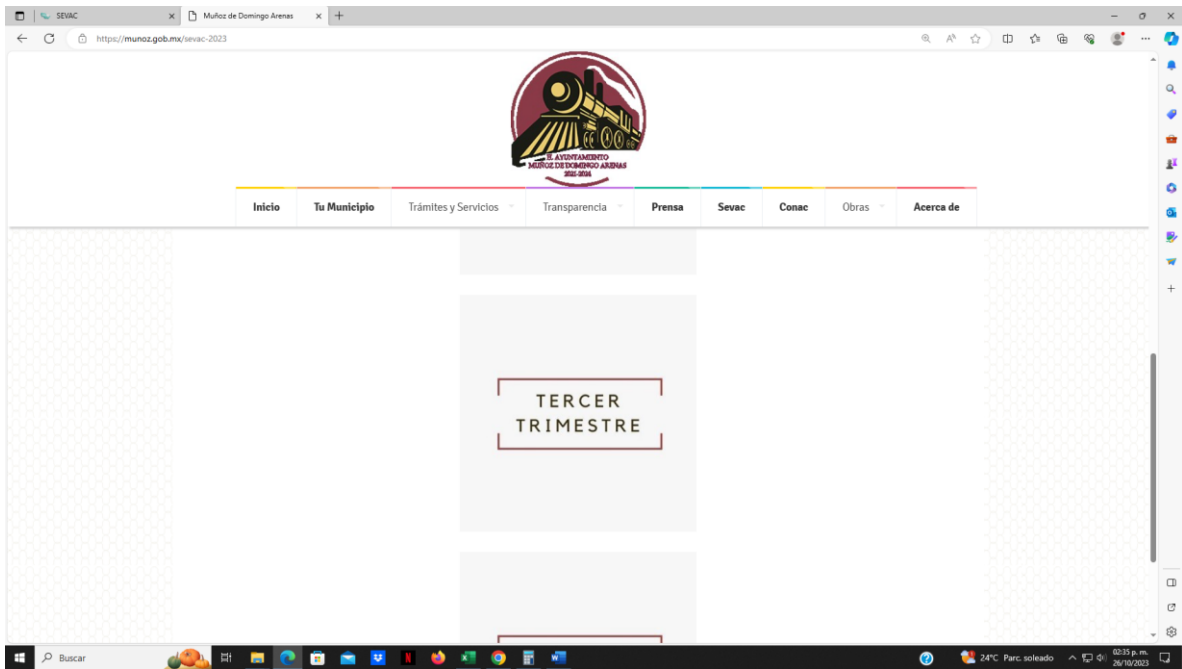 SEVAC
Muñoz de Domingo Arenas
https://munoz.gob.mx/sevac-2023
H. AYUNTAMIENTO
MUÑOZ DE DOMINGO ARENAS
2021-2024
Inicio Tu Municipio Trámites y Servicios Transparencia Prensa Sevac Conac Obras Acerca de
TERCER
TRIMESTRE
Buscar
24°C Parc. soleado
02:35 p. m.
26/10/2023